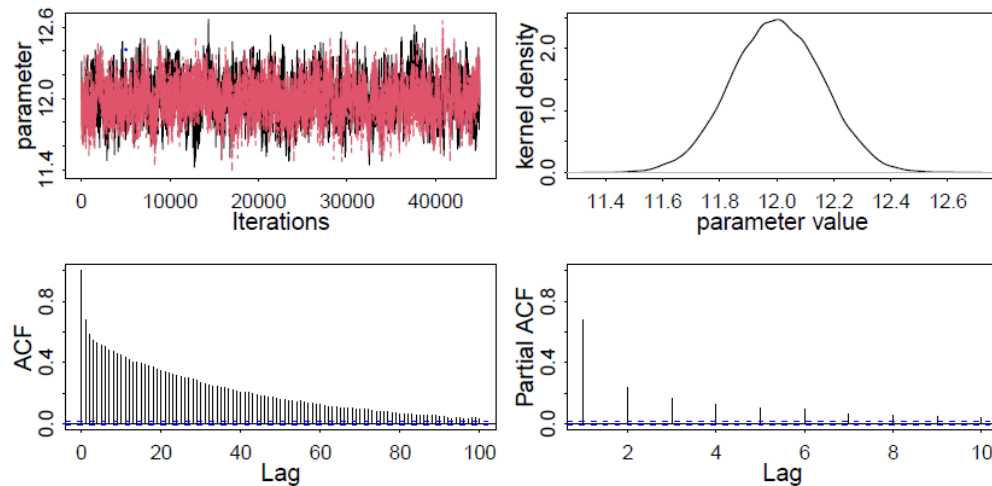 parameter
11.4 12.0 12.6
0 10000 20000 30000 40000
Iterations
kernel density
0.0 1.0 2.0
11.4 11.6 11.8 12.0 12.2 12.4 12.6
parameter value
ACF
0.0 0.4 0.8
0 20 40 60 80 100
Lag
Partial ACF
0.0 0.4 0.8
2 4 6 8 10
Lag